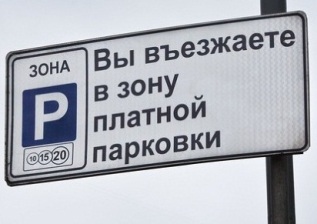 ЗОНА
P
10 15 20
Вы въезжаете
в зону
платной
парковки